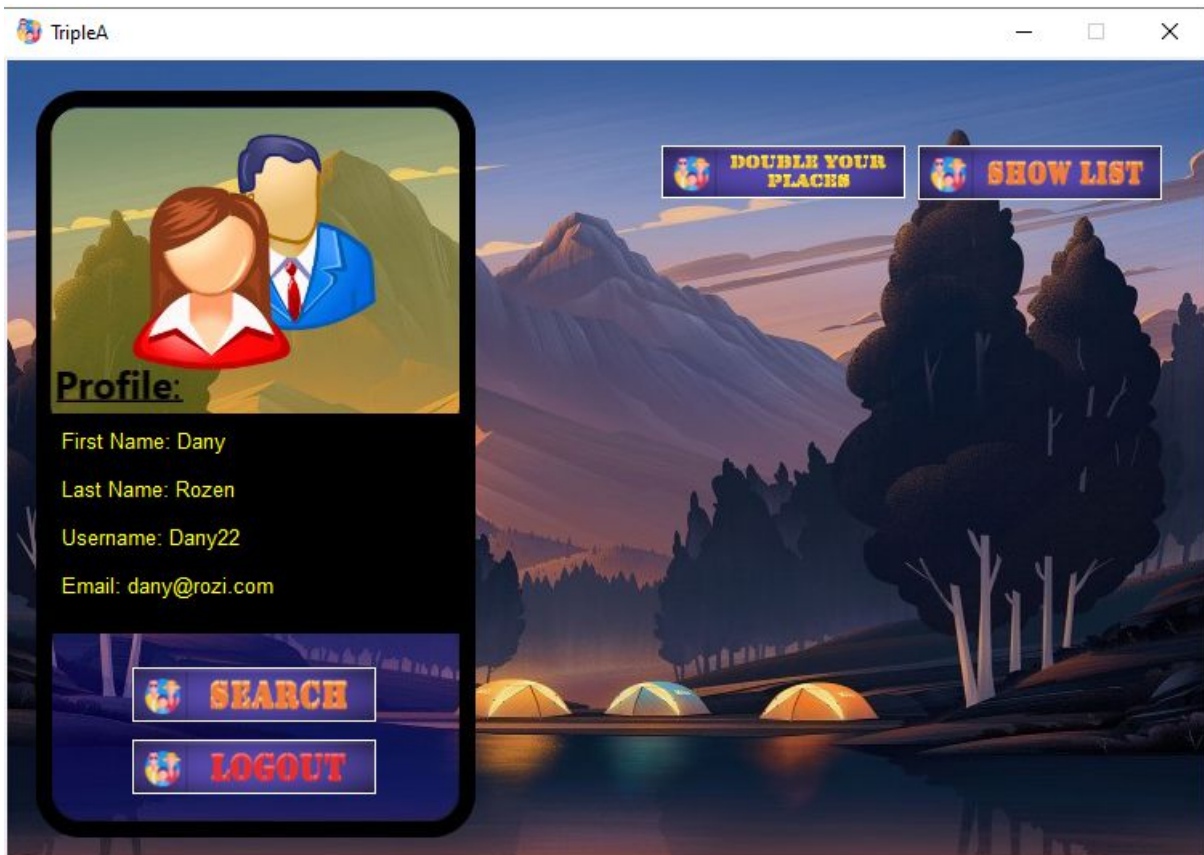 TripleA
Profile:
First Name: Dany
Last Name: Rozen
Username: Dany22
Email: dany@rozi.com
SEARCH
LOGOUT
DOUBLE YOUR
PLACES
SHOW LIST